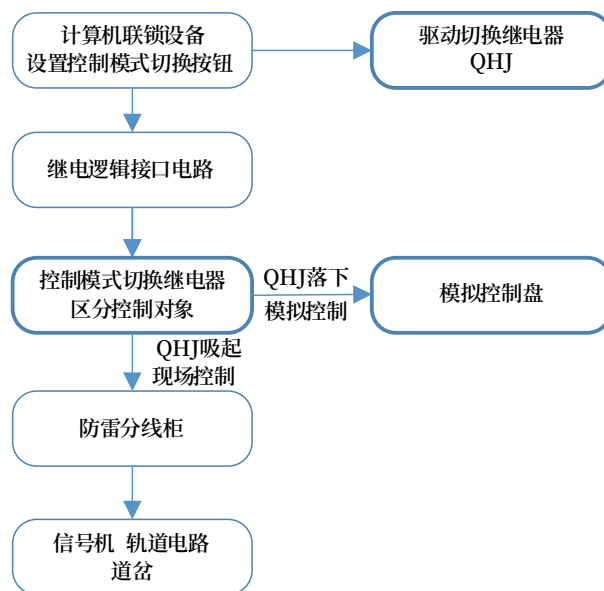 计算机联锁设备
设置控制模式切换按钮
驱动切换继电器
QHJ
继电逻辑接口电路
控制模式切换继电器
区分控制对象
QHJ落下
模拟控制
模拟控制盘
QHJ吸起
现场控制
防雷分线柜
信号机 轨道电路
道岔